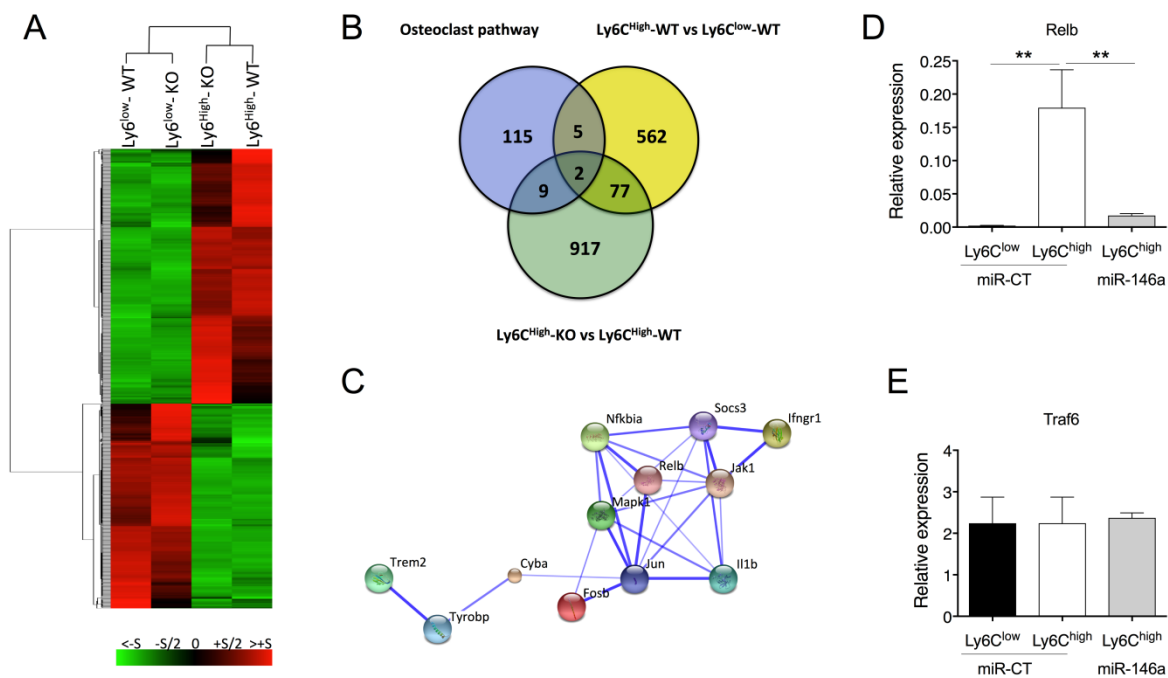 A
Ly6low- WT
Ly6low- KO
Ly6High- KO
Ly6High- WT
<-S -S/2 0 +S/2 >+S
B
Osteoclast pathway
Ly6CHigh-WT vs Ly6Clow-WT
115
5
562
2
9
77
917
Ly6CHigh-KO vs Ly6CHigh-WT
C
Nfkbia
Socs3
Ifngr1
Relb
Jak1
Mapk1
Trem2
Cyba
Jun
Il1b
Fosb
Tyrobp
D
Relb
** **
Relative expression
0.25
0.20
0.15
0.10
0.05
0.00
Ly6Clow Ly6Chigh Ly6Chigh
miR-CT miR-146a
E
Traf6
Relative expression
4
3
2
1
0
Ly6Clow Ly6Chigh Ly6Chigh
miR-CT miR-146a